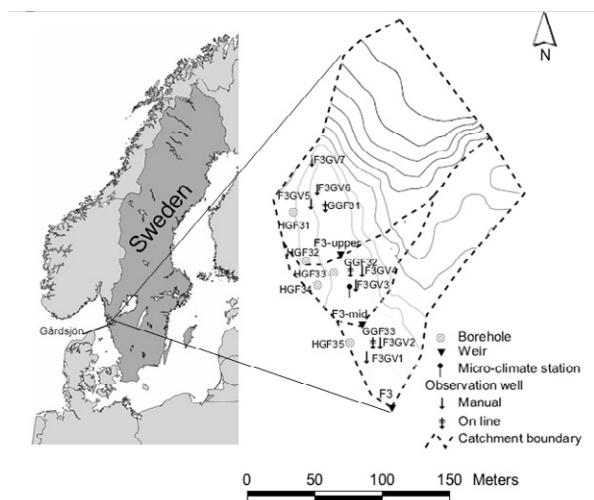 N
Sweden
Gårdsjön
F3GV7
F3GV6
F3GV5
GGF31
HGF31
F3-upper
HGF32
GGF32
HGF33
F3GV4
F3GV3
HGF34
F3-mid
GGF33
HGF35
F3GV2
F3GV1
F3
Borehole
Weir
Micro-climate station
Observation well
Manual
On line
Catchment boundary
0 50 100 150 Meters